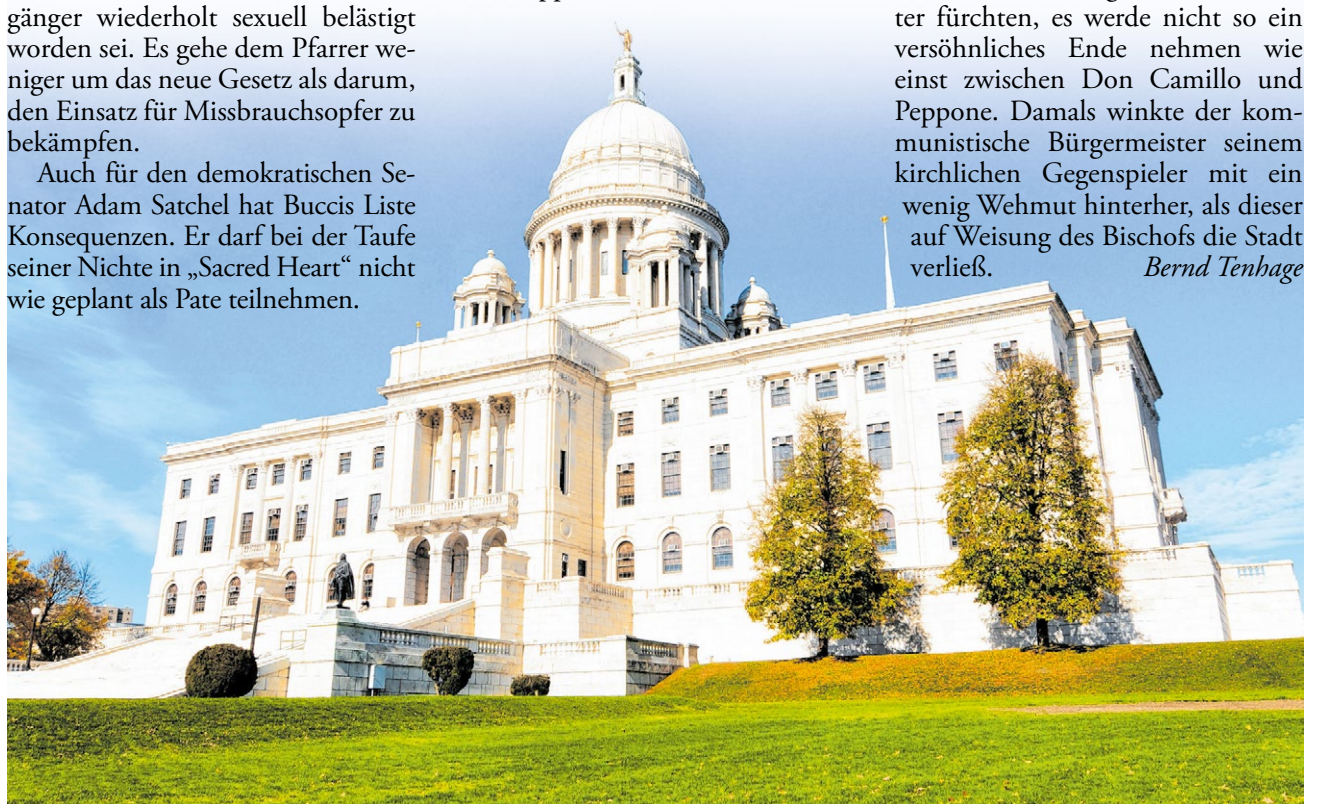 gänger wiederholt sexuell belästigt
worden sei. Es gehe dem Pfarrer we-
niger um das neue Gesetz als darum,
den Einsatz für Missbrauchsopfer zu
bekämpfen.
Auch für den demokratischen Se-
nator Adam Satchel hat Buccis Liste
Konsequenzen. Er darf bei der Taufe
seiner Nichte in „Sacred Heart“ nicht
wie geplant als Pate teilnehmen.
ter fürchten, es werde nicht so ein
versöhnliches Ende nehmen wie
einst zwischen Don Camillo und
Peppone. Damals winkte der kom-
munistische Bürgermeister seinem
kirchlichen Gegenspieler mit ein
wenig Wehmut hinterher, als dieser
auf Weisung des Bischofs die Stadt
verließ. Bernd Tenhage